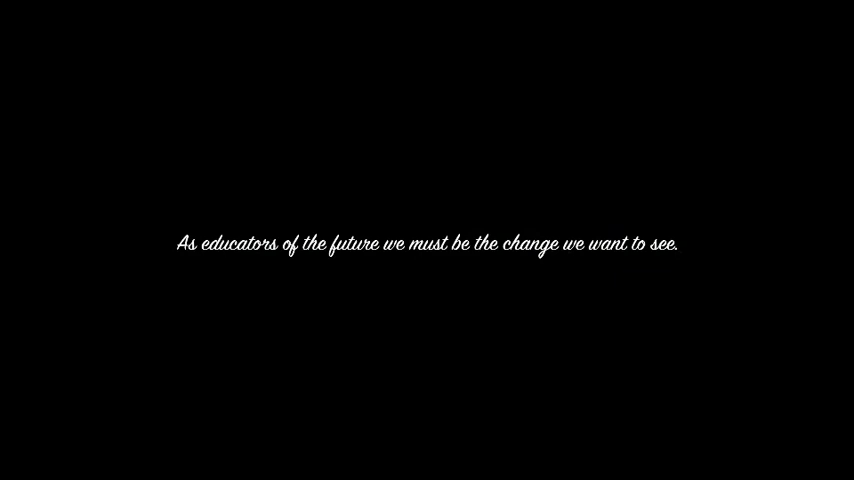 As educators of the future we must be the change we want to see.